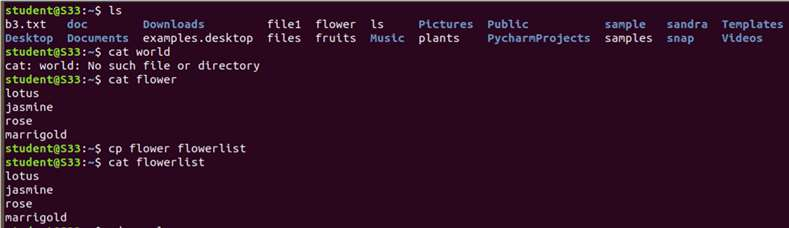 student@S33:~$ ls
b3.txt doc Downloads file1 flower ls Pictures Public sample sandra Templates
Desktop Documents examples.desktop files fruits Music plants PycharmProjects samples snap Videos
student@S33:~$ cat world
cat: world: No such file or directory
student@S33:~$ cat flower
lotus
jasmine
rose
marrigold
student@S33:~$ cp flower flowerlist
student@S33:~$ cat flowerlist
lotus
jasmine
rose
marrigold